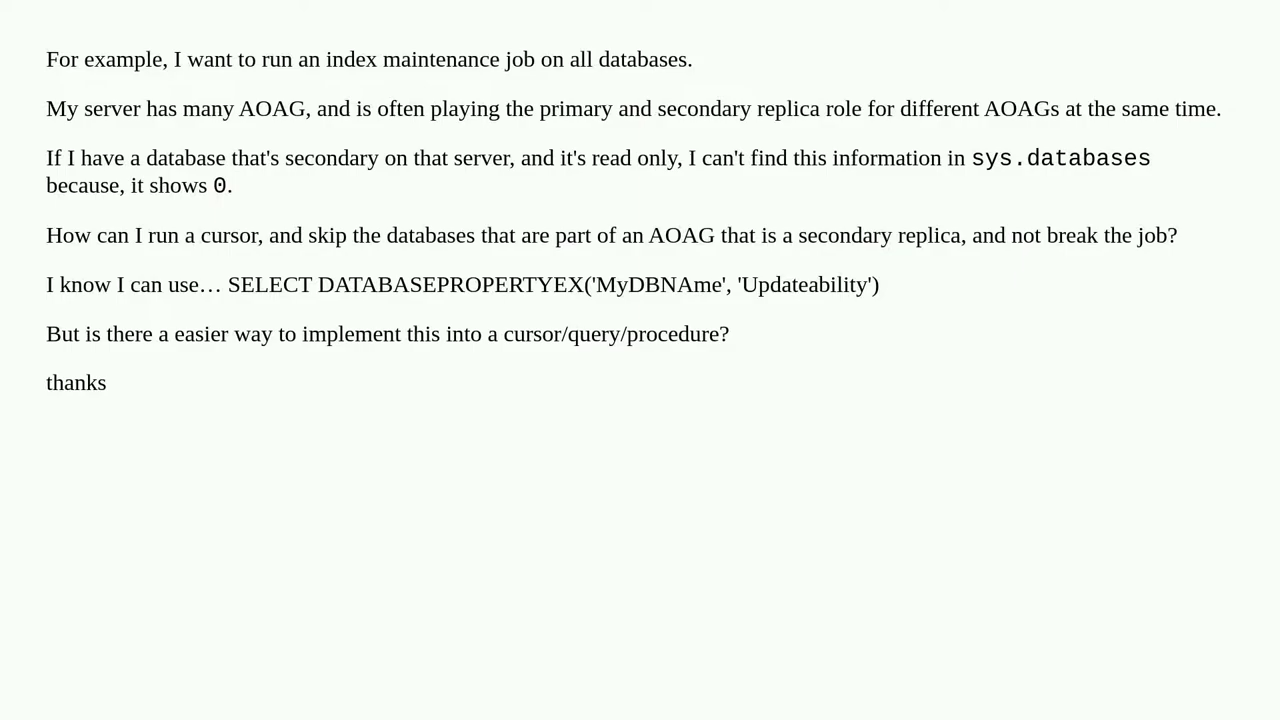 For example, I want to run an index maintenance job on all databases.
My server has many AOAG, and is often playing the primary and secondary replica role for different AOAGs at the same time.
If I have a database that's secondary on that server, and it's read only, I can't find this information in sys.databases
because, it shows 0.
How can I run a cursor, and skip the databases that are part of an AOAG that is a secondary replica, and not break the job?
I know I can use… SELECT DATABASEPROPERTYEX('MyDBNAme', 'Updateability')
But is there a easier way to implement this into a cursor/query/procedure?
thanks